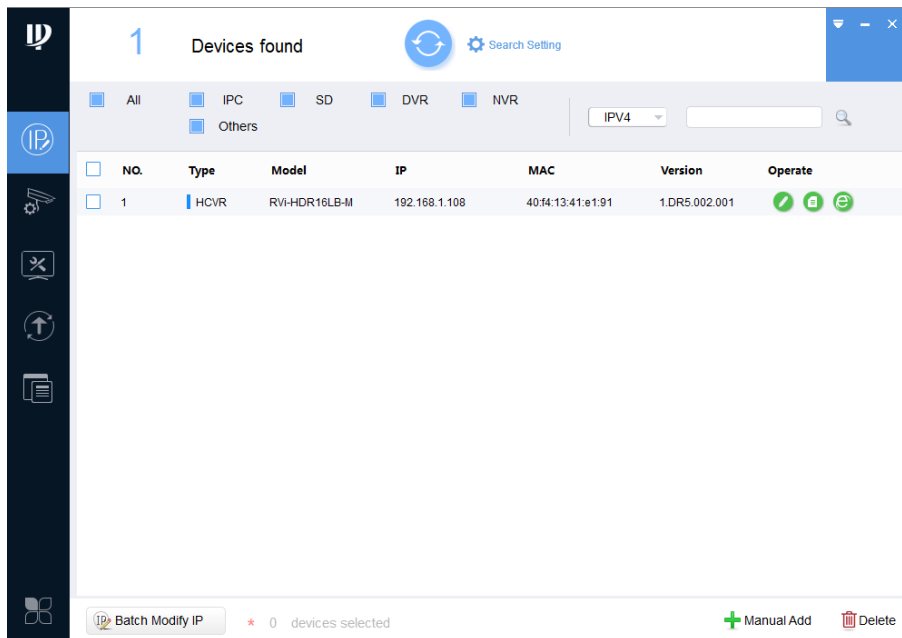 1 Devices found Search Setting
All IPC SD DVR NVR
Others
IPV4
NO. Type Model IP MAC Version Operate
1 HCVR RVi-HDR16LB-M 192.168.1.108 40:f4:13:41:e1:91 1.DR5.002.001
IP Batch Modify IP * 0 devices selected Manual Add Delete